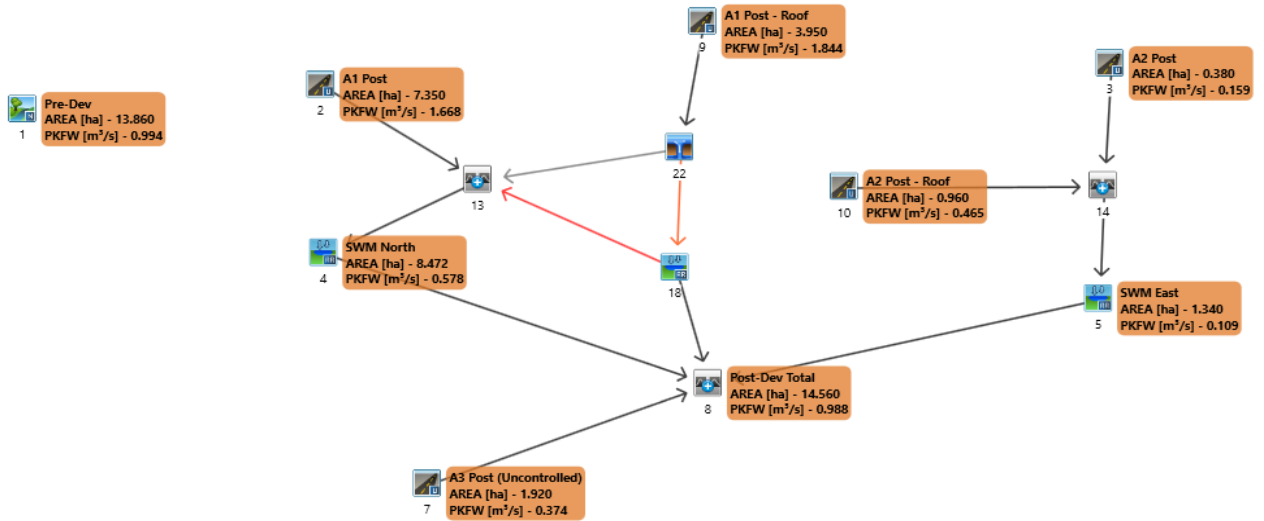 A1 Post - Roof
AREA [ha] - 3.950
PKFW [m³/s] - 1.844
9
A2 Post
AREA [ha] - 0.380
PKFW [m³/s] - 0.159
3
A1 Post
AREA [ha] - 7.350
PKFW [m³/s] - 1.668
2
U
Pre-Dev
AREA [ha] - 13.860
PKFW [m³/s] - 0.994
1
N
22
13
A2 Post - Roof
AREA [ha] - 0.960
PKFW [m³/s] - 0.465
10
U
14
SWM North
AREA [ha] - 8.472
PKFW [m³/s] - 0.578
4
RR
18
RR
SWM East
AREA [ha] - 1.340
PKFW [m³/s] - 0.109
5
RR
Post-Dev Total
AREA [ha] - 14.560
PKFW [m³/s] - 0.988
8
A3 Post (Uncontrolled)
AREA [ha] - 1.920
PKFW [m³/s] - 0.374
7
U